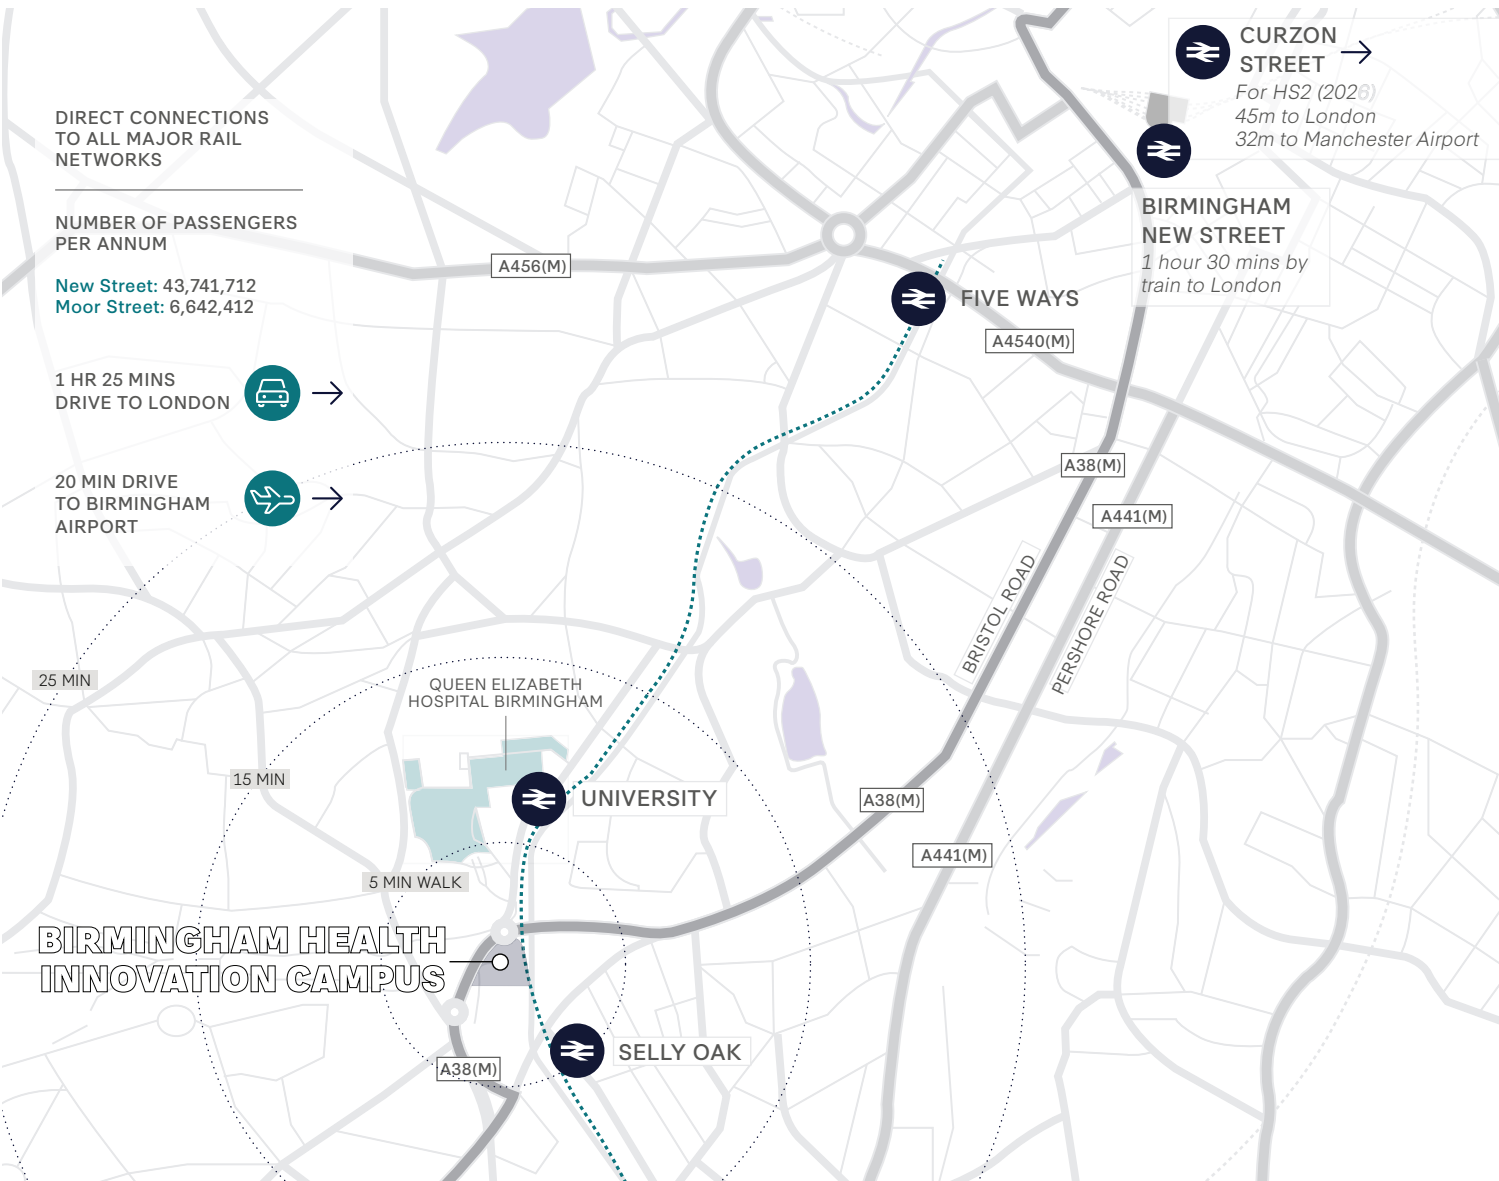 DIRECT CONNECTIONS
TO ALL MAJOR RAIL
NETWORKS
NUMBER OF PASSENGERS
PER ANNUM
New Street: 43,741,712
Moor Street: 6,642,412
1 HR 25 MINS
DRIVE TO LONDON
20 MIN DRIVE
TO BIRMINGHAM
AIRPORT
CURZON
STREET
For HS2 (2026)
45m to London
32m to Manchester Airport
BIRMINGHAM
NEW STREET
1 hour 30 mins by
train to London
A456(M)
FIVE WAYS
A4540(M)
A38(M)
A441(M)
BRISTOL ROAD
PERSHORE ROAD
25 MIN
QUEEN ELIZABETH
HOSPITAL BIRMINGHAM
15 MIN
UNIVERSITY
A38(M)
A441(M)
5 MIN WALK
BIRMINGHAM HEALTH
INNOVATION CAMPUS
SELLY OAK
A38(M)